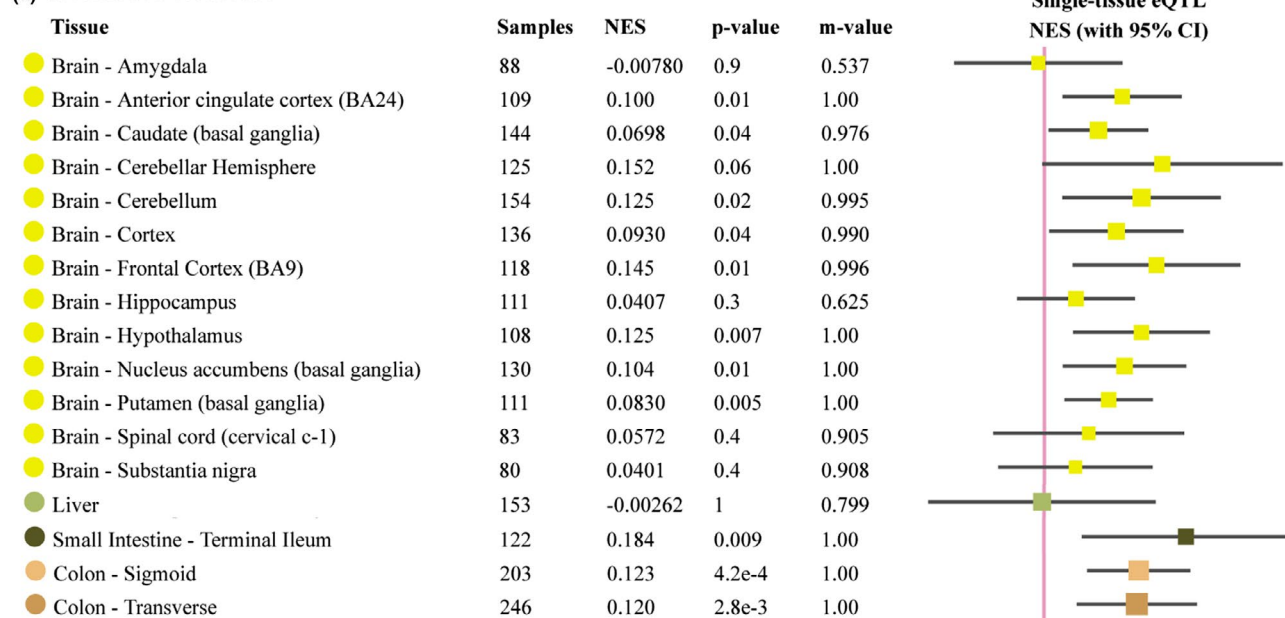 Single-tissue eQTL
Tissue Samples NES p-value m-value NES (with 95% CI)
Brain - Amygdala 88 -0.00780 0.9 0.537
Brain - Anterior cingulate cortex (BA24) 109 0.100 0.01 1.00
Brain - Caudate (basal ganglia) 144 0.0698 0.04 0.976
Brain - Cerebellar Hemisphere 125 0.152 0.06 1.00
Brain - Cerebellum 154 0.125 0.02 0.995
Brain - Cortex 136 0.0930 0.04 0.990
Brain - Frontal Cortex (BA9) 118 0.145 0.01 0.996
Brain - Hippocampus 111 0.0407 0.3 0.625
Brain - Hypothalamus 108 0.125 0.007 1.00
Brain - Nucleus accumbens (basal ganglia) 130 0.104 0.01 1.00
Brain - Putamen (basal ganglia) 111 0.0830 0.005 1.00
Brain - Spinal cord (cervical c-1) 83 0.0572 0.4 0.905
Brain - Substantia nigra 80 0.0401 0.4 0.908
Liver 153 -0.00262 1 0.799
Small Intestine - Terminal Ileum 122 0.184 0.009 1.00
Colon - Sigmoid 203 0.123 4.2e-4 1.00
Colon - Transverse 246 0.120 2.8e-3 1.00